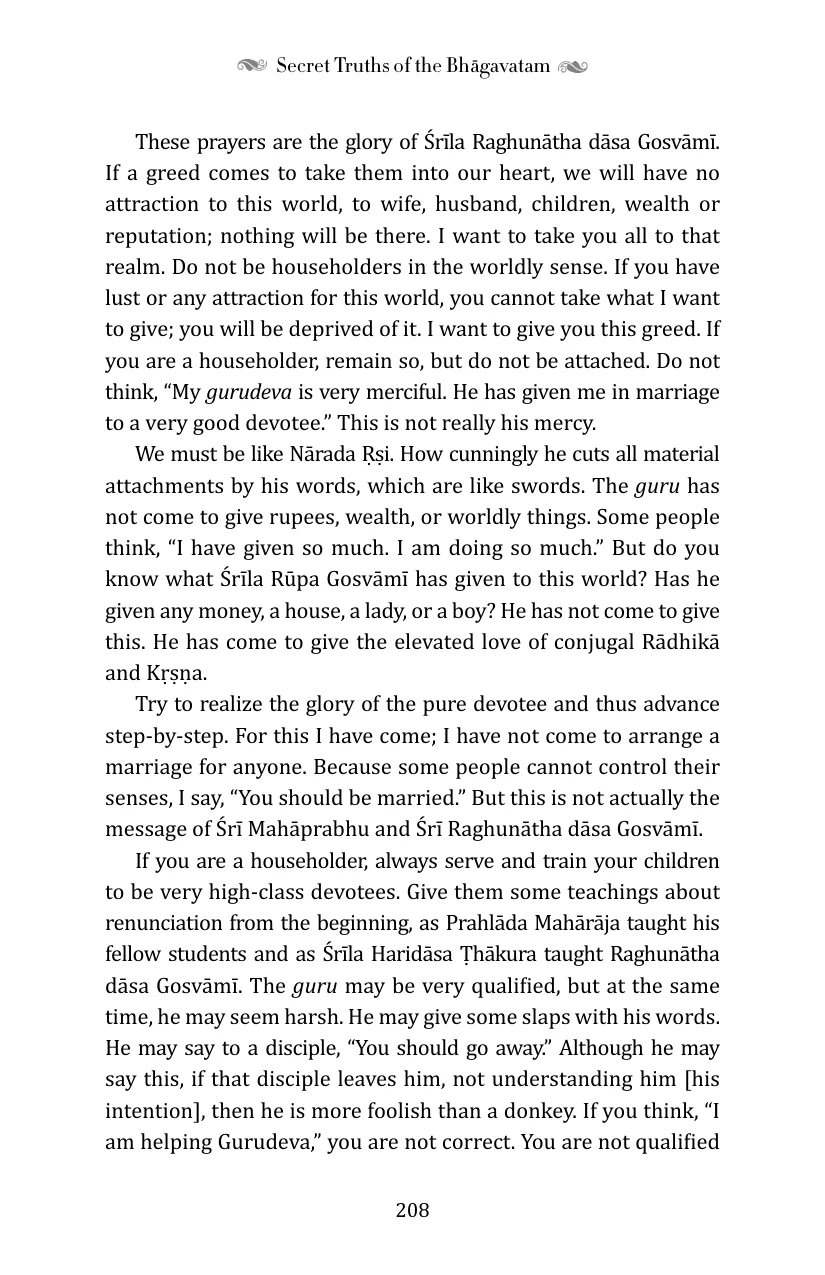 Secret Truths of the Bhāgavatam
These prayers are the glory of Śrīla Raghunātha dāsa Gosvāmī.
If a greed comes to take them into our heart, we will have no
attraction to this world, to wife, husband, children, wealth or
reputation; nothing will be there. I want to take you all to that
realm. Do not be householders in the worldly sense. If you have
lust or any attraction for this world, you cannot take what I want
to give; you will be deprived of it. I want to give you this greed. If
you are a householder, remain so, but do not be attached. Do not
think, “My gurudeva is very merciful. He has given me in marriage
to a very good devotee.” This is not really his mercy.
We must be like Nārada Ṛṣi. How cunningly he cuts all material
attachments by his words, which are like swords. The guru has
not come to give rupees, wealth, or worldly things. Some people
think, “I have given so much. I am doing so much.” But do you
know what Śrīla Rūpa Gosvāmī has given to this world? Has he
given any money, a house, a lady, or a boy? He has not come to give
this. He has come to give the elevated love of conjugal Rādhikā
and Kṛṣṇa.
Try to realize the glory of the pure devotee and thus advance
step-by-step. For this I have come; I have not come to arrange a
marriage for anyone. Because some people cannot control their
senses, I say, “You should be married.” But this is not actually the
message of Śrī Mahāprabhu and Śrī Raghunātha dāsa Gosvāmī.
If you are a householder, always serve and train your children
to be very high-class devotees. Give them some teachings about
renunciation from the beginning, as Prahlāda Mahārāja taught his
fellow students and as Śrīla Haridāsa Ṭhākura taught Raghunātha
dāsa Gosvāmī. The guru may be very qualified, but at the same
time, he may seem harsh. He may give some slaps with his words.
He may say to a disciple, “You should go away.” Although he may
say this, if that disciple leaves him, not understanding him [his
intention], then he is more foolish than a donkey. If you think, “I
am helping Gurudeva,” you are not correct. You are not qualified
208